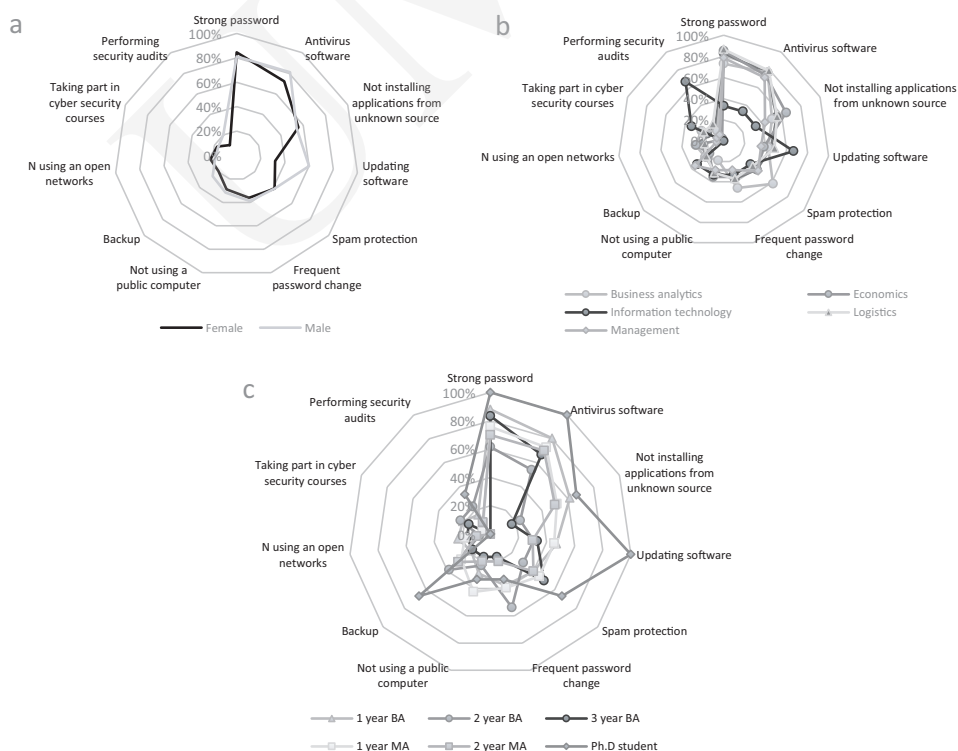 a
Strong password
100%
80%
60%
40%
20%
0%
Antivirus
software
Not installing
applications from
unknown source
Updating
software
Spam protection
Frequent
password change
Not using a
public computer
Backup
N using an open
networks
Taking part in
cyber security
courses
Performing
security audits
Female
Male
b
Strong password
100%
80%
60%
40%
20%
0%
Antivirus software
Not installing applications
from unknown source
Updating software
Spam protection
Frequent password
change
Not using a public
computer
Backup
N using an open networks
Taking part in cyber
security courses
Performing security
audits
Business analytics
Economics
Information technology
Logistics
Management
c
Strong password
100%
80%
60%
40%
20%
0%
Antivirus software
Not installing
applications from
unknown source
Updating software
Spam protection
Frequent password
change
Not using a public
computer
Backup
N using an open
networks
Taking part in cyber
security courses
Performing security
audits
1 year BA
2 year BA
3 year BA
1 year MA
2 year MA
Ph.D student